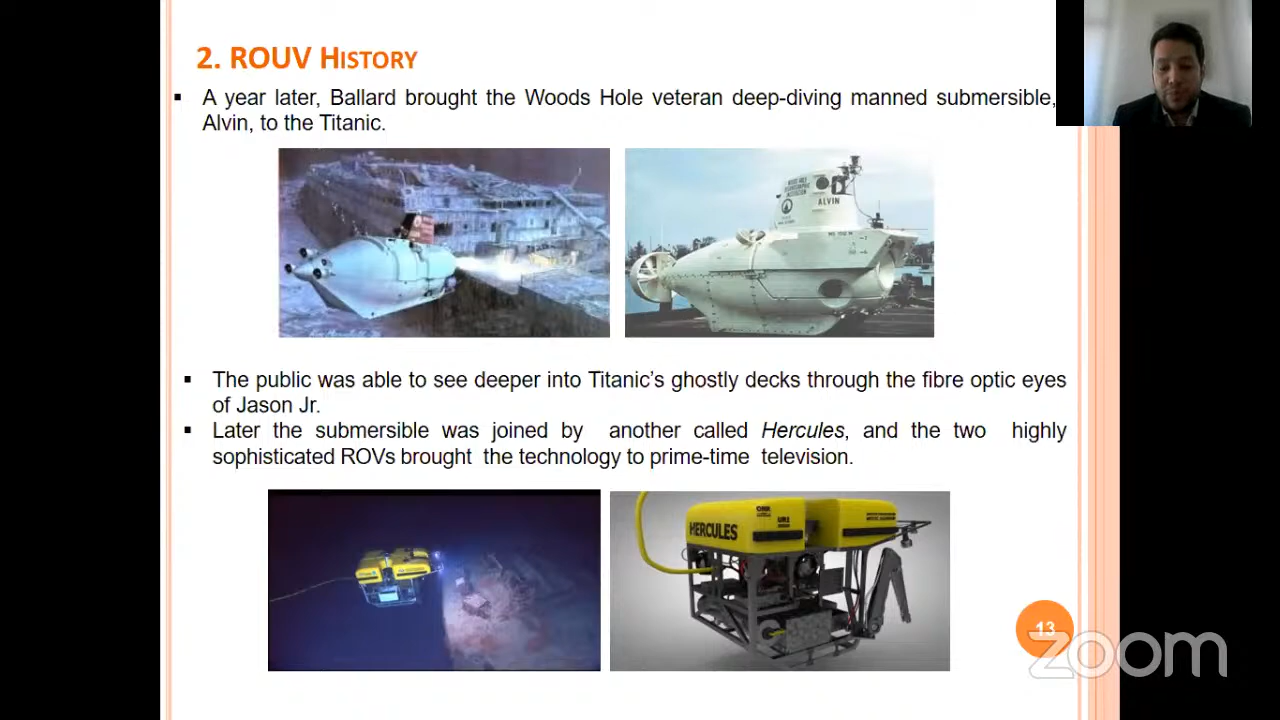 2. ROUV HISTORY
▪ A year later, Ballard brought the Woods Hole veteran deep-diving manned submersible,
Alvin, to the Titanic.
ALVIN
▪ The public was able to see deeper into Titanic's ghostly decks through the fibre optic eyes
of Jason Jr.
▪ Later the submersible was joined by another called Hercules, and the two highly
sophisticated ROVs brought the technology to prime-time television.
HERCULES
13
zoom